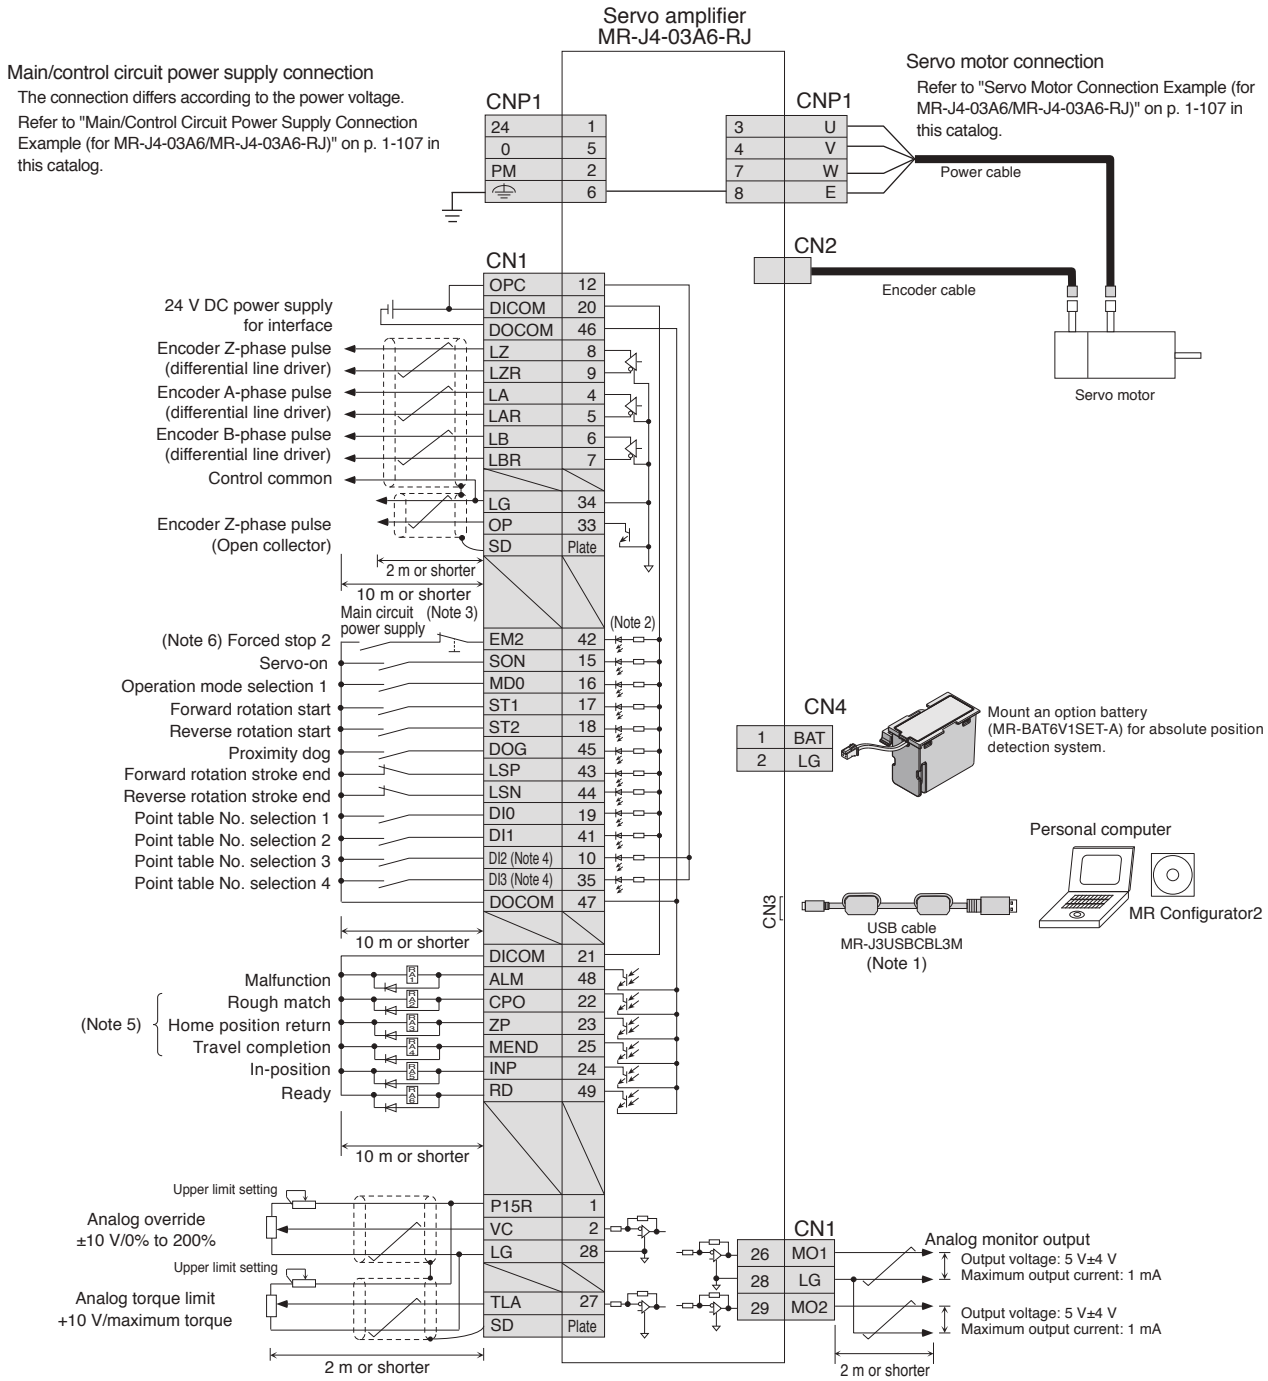 Servo amplifier
MR-J4-03A6-RJ
Main/control circuit power supply connection
The connection differs according to the power voltage.
Refer to "Main/Control Circuit Power Supply Connection
Example (for MR-J4-03A6/MR-J4-03A6-RJ)" on p. 1-107 in
this catalog.
Servo motor connection
Refer to "Servo Motor Connection Example (for
MR-J4-03A6/MR-J4-03A6-RJ)" on p. 1-107 in
this catalog.
CNP1
24 1
0 5
PM 2
6
CNP1
3 U
4 V
7 W
8 E
Power cable
CN2
Encoder cable
Servo motor
CN1
OPC 12
DICOM 20
DOCOM 46
LZ 8
LZR 9
LA 4
LAR 5
LB 6
LBR 7
LG 34
OP 33
SD Plate
24 V DC power supply
for interface
Encoder Z-phase pulse
(differential line driver)
Encoder A-phase pulse
(differential line driver)
Encoder B-phase pulse
(differential line driver)
Control common
Encoder Z-phase pulse
(Open collector)
2 m or shorter
10 m or shorter
Main circuit
power supply
(Note 3)
(Note 2)
(Note 6) Forced stop 2 EM2 42
Servo-on SON 15
Operation mode selection 1 MD0 16
Forward rotation start ST1 17
Reverse rotation start ST2 18
Proximity dog DOG 45
Forward rotation stroke end LSP 43
Reverse rotation stroke end LSN 44
Point table No. selection 1 DI0 19
Point table No. selection 2 DI1 41
Point table No. selection 3 DI2 (Note 4) 10
Point table No. selection 4 DI3 (Note 4) 35
DOCOM 47
10 m or shorter
DICOM 21
Malfunction RA1 ALM 48
(Note 5)
Rough match RA2 CPO 22
Home position return RA3 ZP 23
Travel completion RA4 MEND 25
In-position RA5 INP 24
Ready RA6 RD 49
10 m or shorter
CN4
1 BAT
2 LG
Mount an option battery
(MR-BAT6V1SET-A) for absolute position
detection system.
Personal computer
MR Configurator2
CN3
USB cable
MR-J3USBCBL3M
(Note 1)
Upper limit setting
Analog override
±10 V/0% to 200%
P15R 1
VC 2
LG 28
Upper limit setting
Analog torque limit
+10 V/maximum torque
TLA 27
SD Plate
2 m or shorter
CN1
26 MO1
28 LG
29 MO2
Analog monitor output
Output voltage: 5 V±4 V
Maximum output current: 1 mA
Output voltage: 5 V±4 V
Maximum output current: 1 mA
2 m or shorter